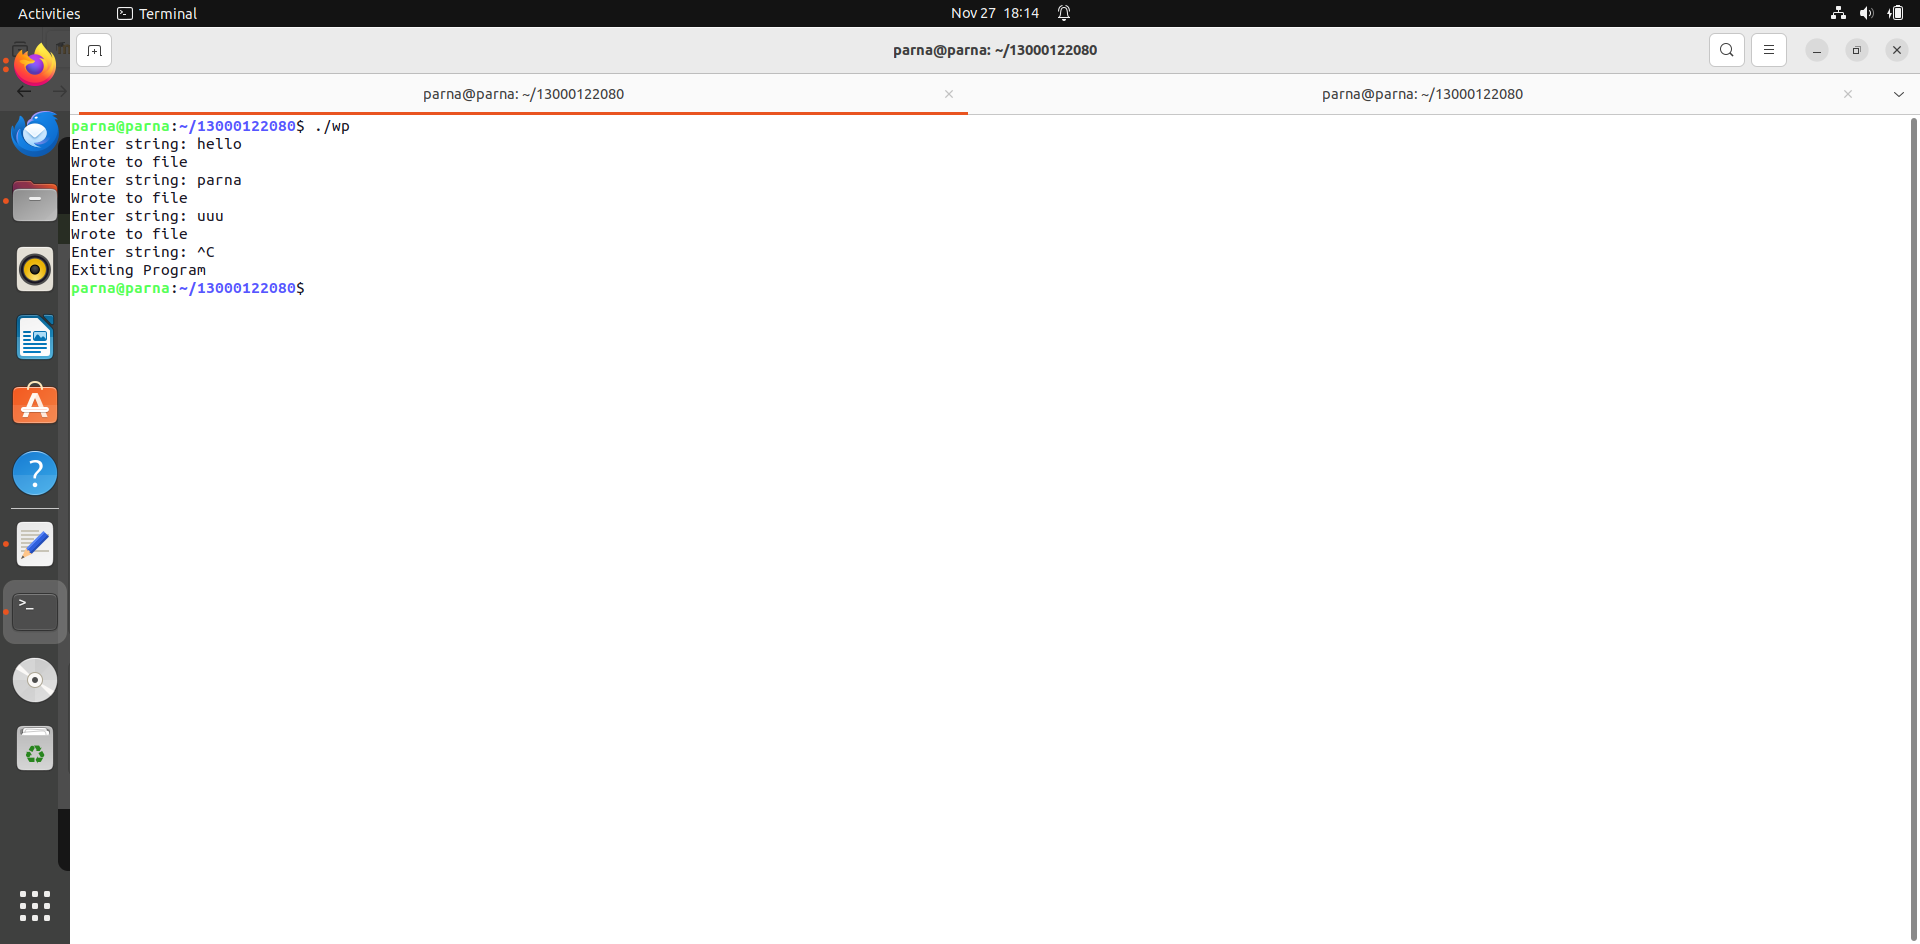 Activities
Terminal
Nov 27 18:14
parna@parna: ~/13000122080
parna@parna: ~/13000122080
parna@parna: ~/13000122080
parna@parna:~/13000122080$ ./wp
Enter string: hello
Wrote to file
Enter string: parna
Wrote to file
Enter string: uuu
Wrote to file
Enter string: ^C
Exiting Program
parna@parna:~/13000122080$